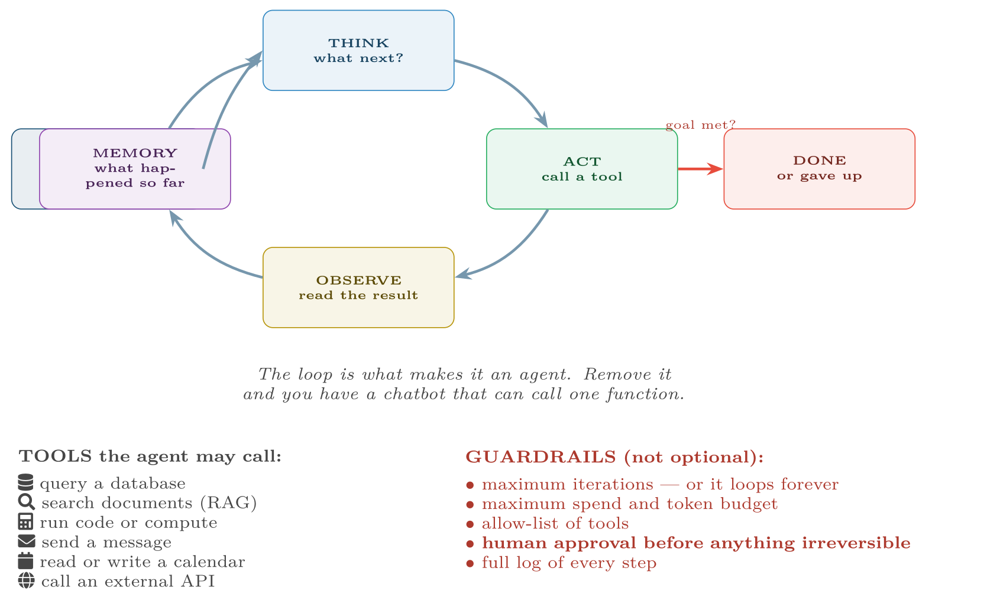 THINK
what next?
goal met?
MEMORY
what hap-
pened so far
ACT
call a tool
DONE
or gave up
OBSERVE
read the result
The loop is what makes it an agent. Remove it
and you have a chatbot that can call one function.
TOOLS the agent may call:
query a database
search documents (RAG)
run code or compute
send a message
read or write a calendar
call an external API
GUARDRAILS (not optional):
• maximum iterations — or it loops forever
• maximum spend and token budget
• allow-list of tools
• human approval before anything irreversible
• full log of every step